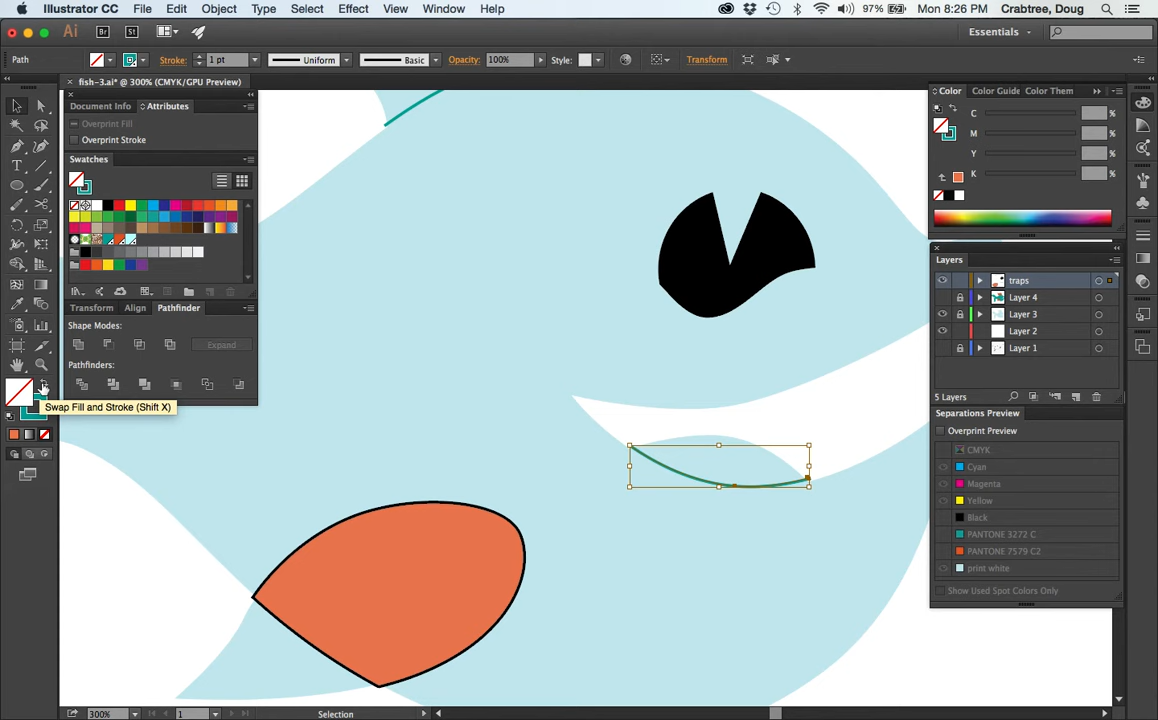 Illustrator CC File Edit Object Type Select Effect View Window Help 97% Mon 8:26 PM Crabtree, Doug
Ai Br St Essentials
Path Stroke: 1 pt Uniform Basic Opacity: 100% Style: Transform
× fish-3.ai* @ 300% (CMYK/GPU Preview)
Document Info Attributes
Overprint Fill
Overprint Stroke
Swatches
Transform Align Pathfinder
Shape Modes:
Expand
Pathfinders:
Swap Fill and Stroke (Shift X)
Color Color Guide Color Them
C %
M %
Y %
K %
Layers
traps
Layer 4
Layer 3
Layer 2
Layer 1
5 Layers
Separations Preview
Overprint Preview
CMYK
Cyan
Magenta
Yellow
Black
PANTONE 3272 C
PANTONE 7579 C2
print white
Show Used Spot Colors Only
300% 1 Selection